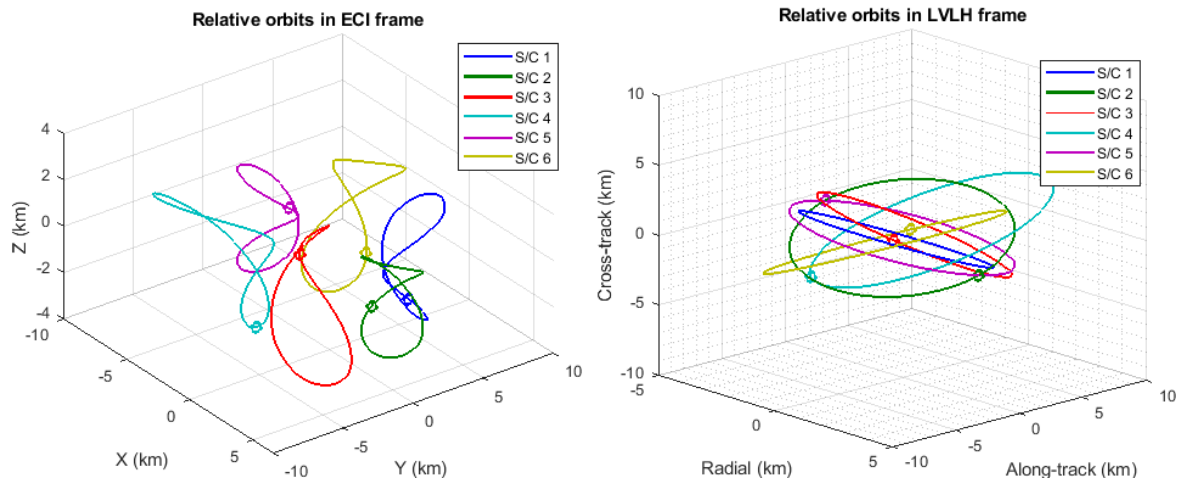 Relative orbits in ECI frame
4
2
0
-2
-4
-10
-5
0
5
-10
-5
0
5
10
Z (km)
X (km)
Y (km)
S/C 1
S/C 2
S/C 3
S/C 4
S/C 5
S/C 6
Relative orbits in LVLH frame
10
5
0
-5
-10
-5
0
5
-10
-5
0
5
10
Cross-track (km)
Radial (km)
Along-track (km)
S/C 1
S/C 2
S/C 3
S/C 4
S/C 5
S/C 6